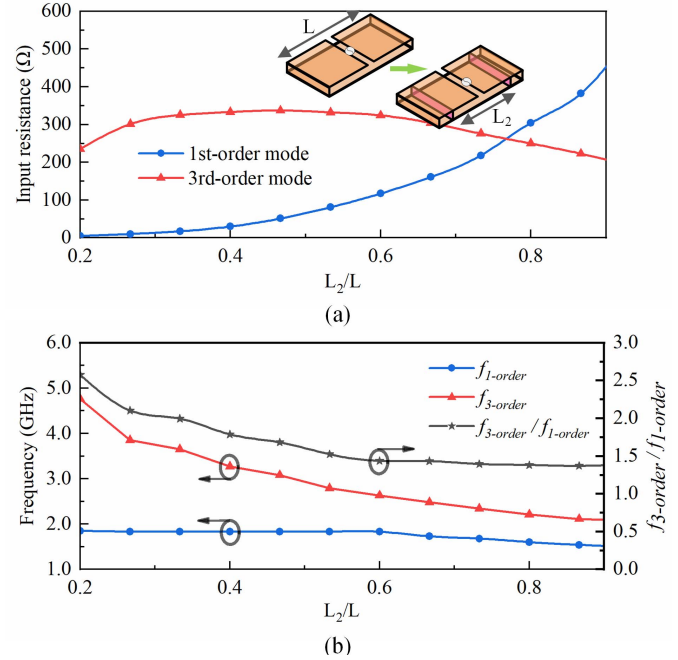 (a)
600
500
400
300
200
100
0
Input resistance (Ω)
L
L₂
1st-order mode
3rd-order mode
0.2 0.4 0.6 0.8
L₂/L
(a)
6.0
5.0
4.0
3.0
2.0
1.0
Frequency (GHz)
f1-order
f3-order
f3-order / f1-order
3.0
2.5
2.0
1.5
1.0
0.5
0.0
f3-order / f1-order
0.2 0.4 0.6 0.8
L₂/L
(b)